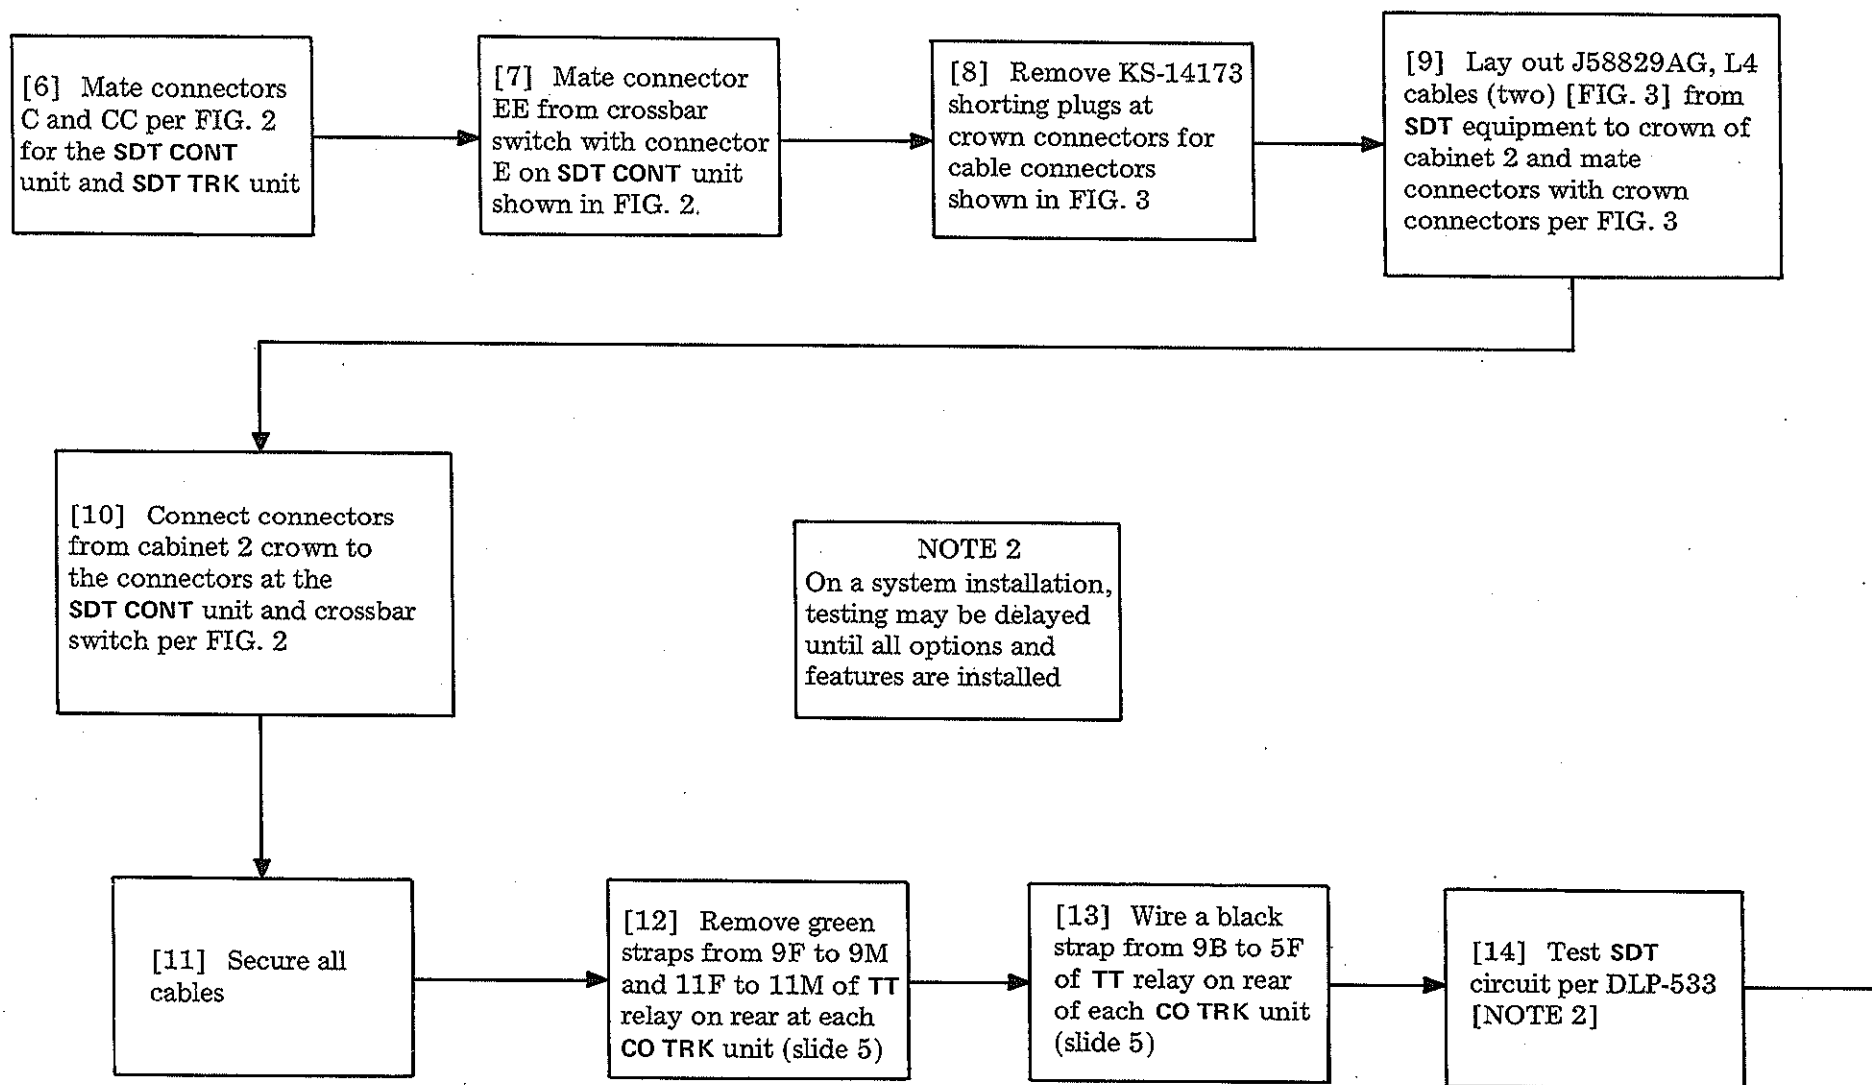 [6] Mate connectors
C and CC per FIG. 2
for the SDT CONT
unit and SDT TRK unit
[7] Mate connector
EE from crossbar
switch with connector
E on SDT CONT unit
shown in FIG. 2.
[8] Remove KS-14173
shorting plugs at
crown connectors for
cable connectors
shown in FIG. 3
[9] Lay out J58829AG, L4
cables (two) [FIG. 3] from
SDT equipment to crown of
cabinet 2 and mate
connectors with crown
connectors per FIG. 3
[10] Connect connectors
from cabinet 2 crown to
the connectors at the
SDT CONT unit and crossbar
switch per FIG. 2
NOTE 2
On a system installation,
testing may be delayed
until all options and
features are installed
[11] Secure all
cables
[12] Remove green
straps from 9F to 9M
and 11F to 11M of TT
relay on rear at each
CO TRK unit (slide 5)
[13] Wire a black
strap from 9B to 5F
of TT relay on rear
of each CO TRK unit
(slide 5)
[14] Test SDT
circuit per DLP-533
[NOTE 2]